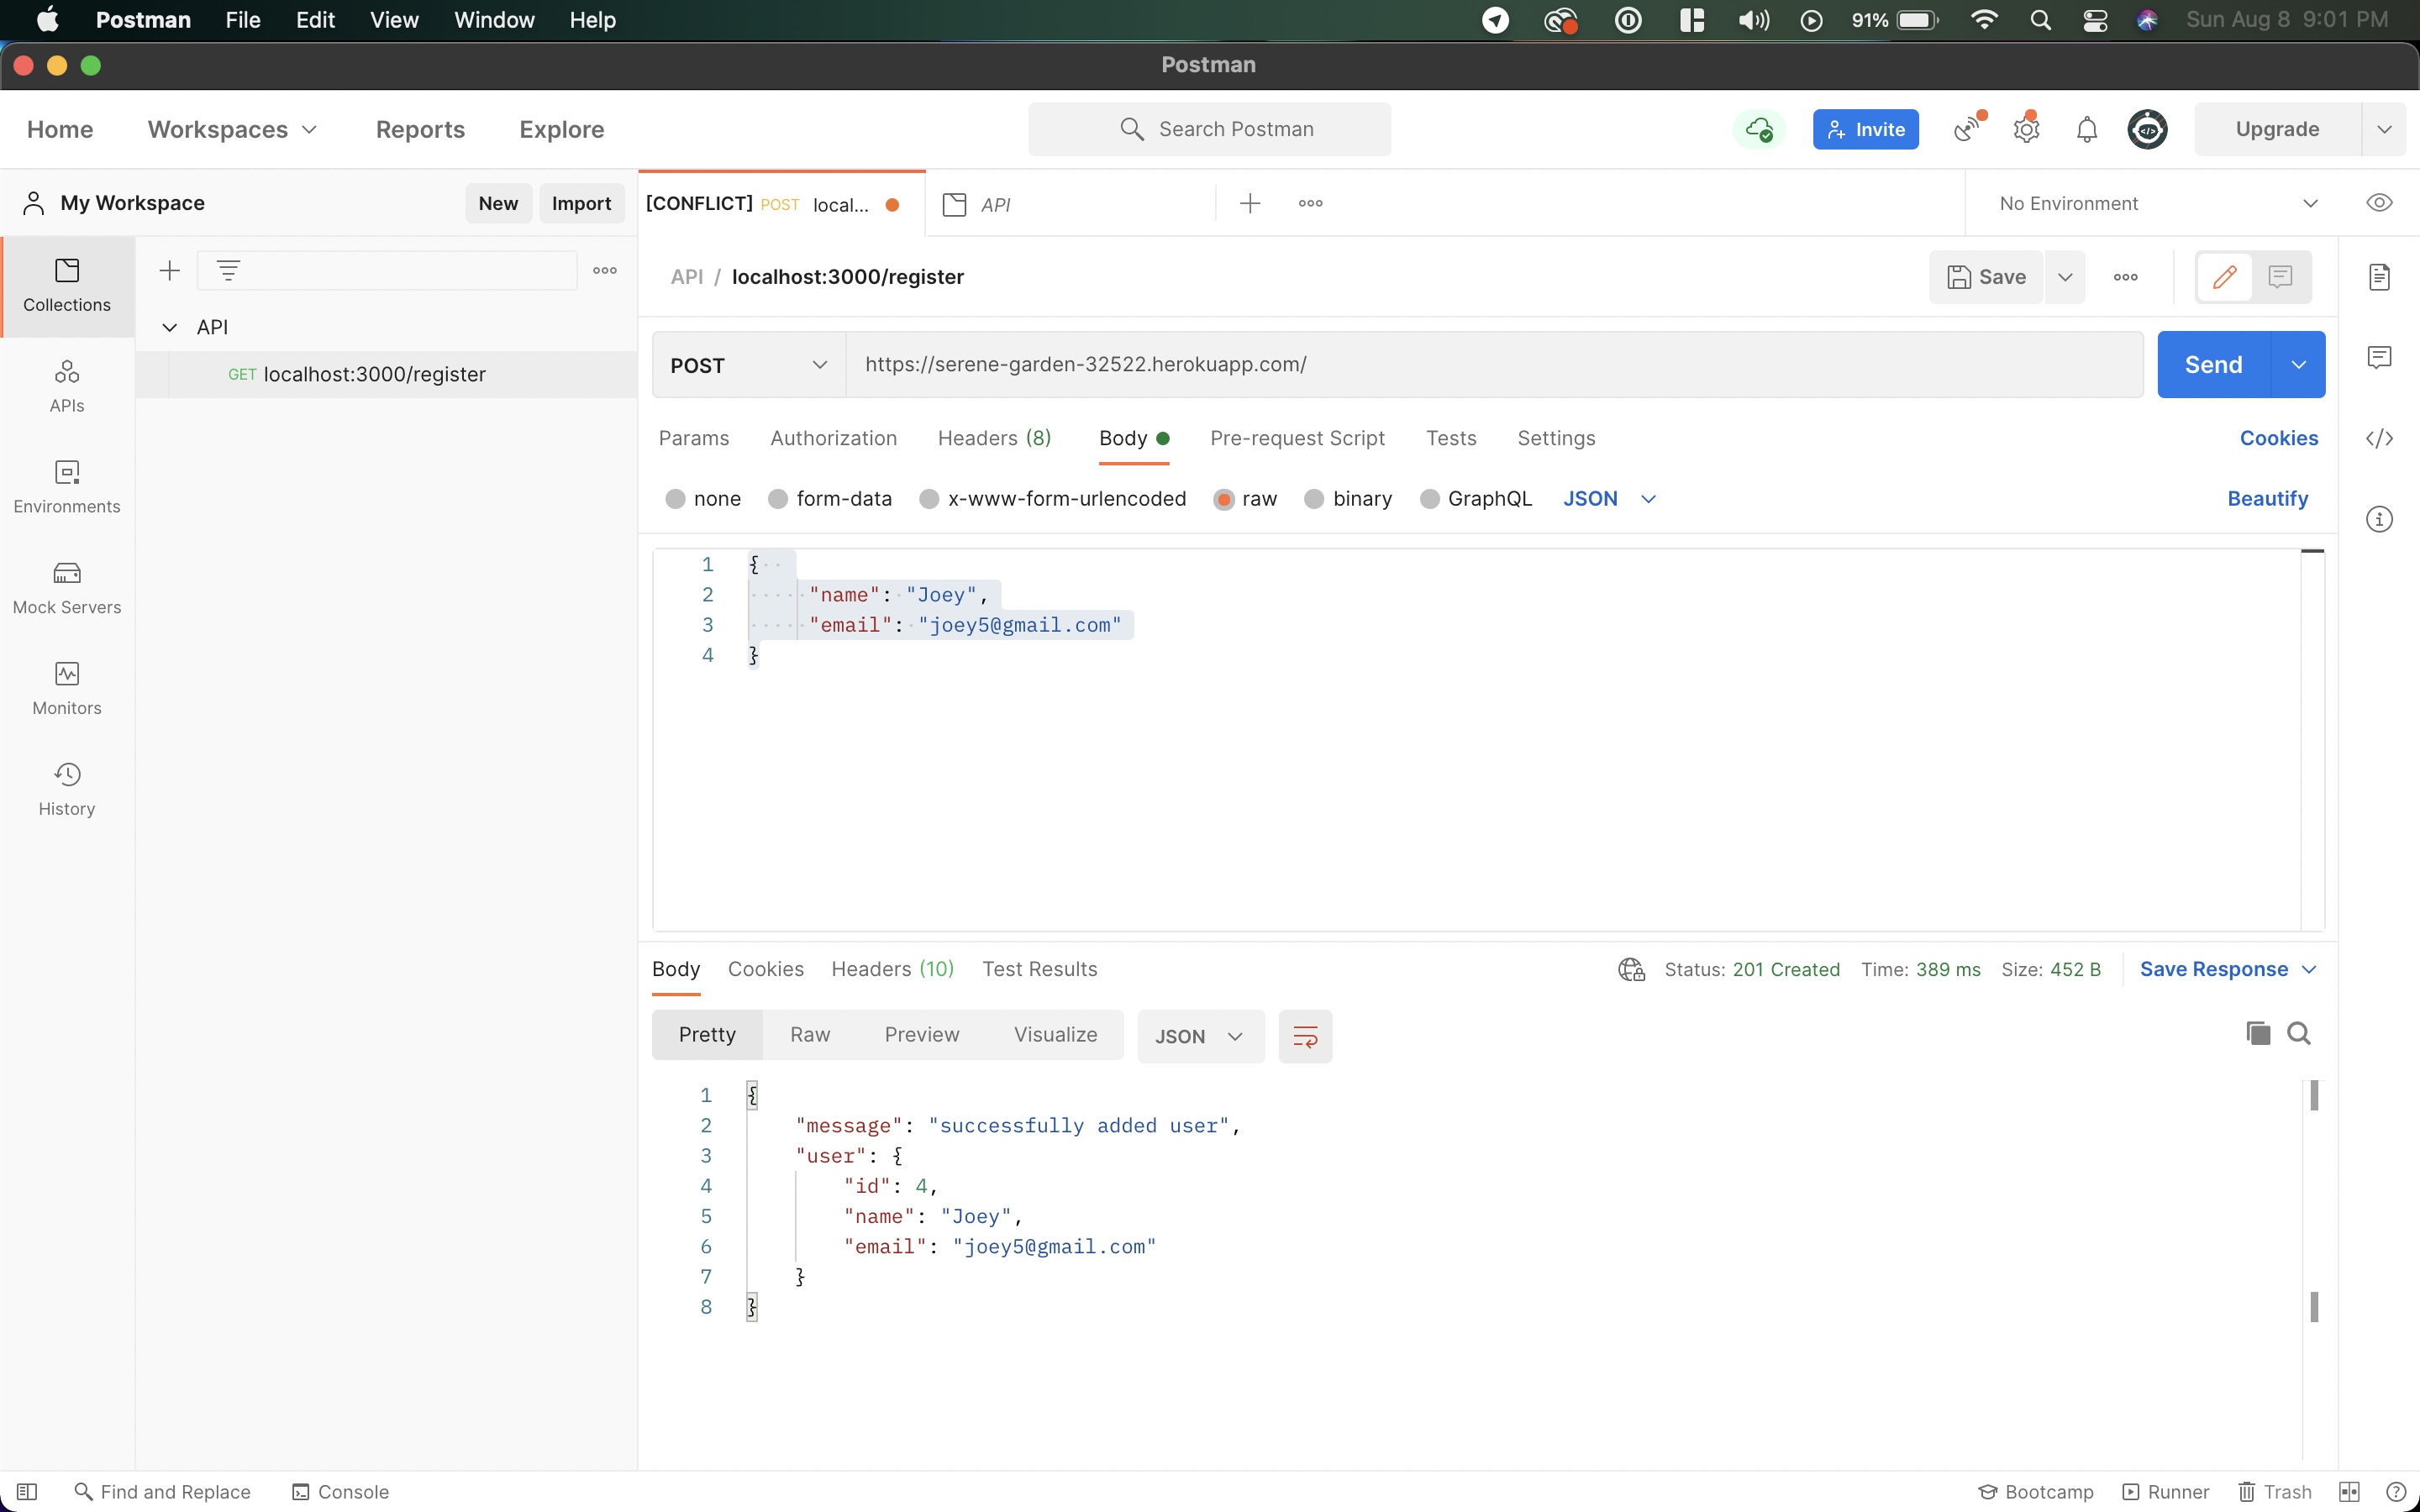 Postman File Edit View Window Help 91% Sun Aug 8 9:01 PM
Postman
Home Workspaces Reports Explore Search Postman Invite Upgrade
My Workspace New Import [CONFLICT] POST local... API No Environment
Collections
API
GET localhost:3000/register
APIs
Environments
Mock Servers
Monitors
History
API / localhost:3000/register Save
POST https://serene-garden-32522.herokuapp.com/ Send
Params Authorization Headers (8) Body Pre-request Script Tests Settings Cookies
none form-data x-www-form-urlencoded raw binary GraphQL JSON Beautify
1 {
2 "name": "Joey",
3 "email": "joey5@gmail.com"
4 }
Body Cookies Headers (10) Test Results Status: 201 Created Time: 389 ms Size: 452 B Save Response
Pretty Raw Preview Visualize JSON
1 {
2 "message": "successfully added user",
3 "user": {
4 "id": 4,
5 "name": "Joey",
6 "email": "joey5@gmail.com"
7 }
8 }
Find and Replace Console Bootcamp Runner Trash